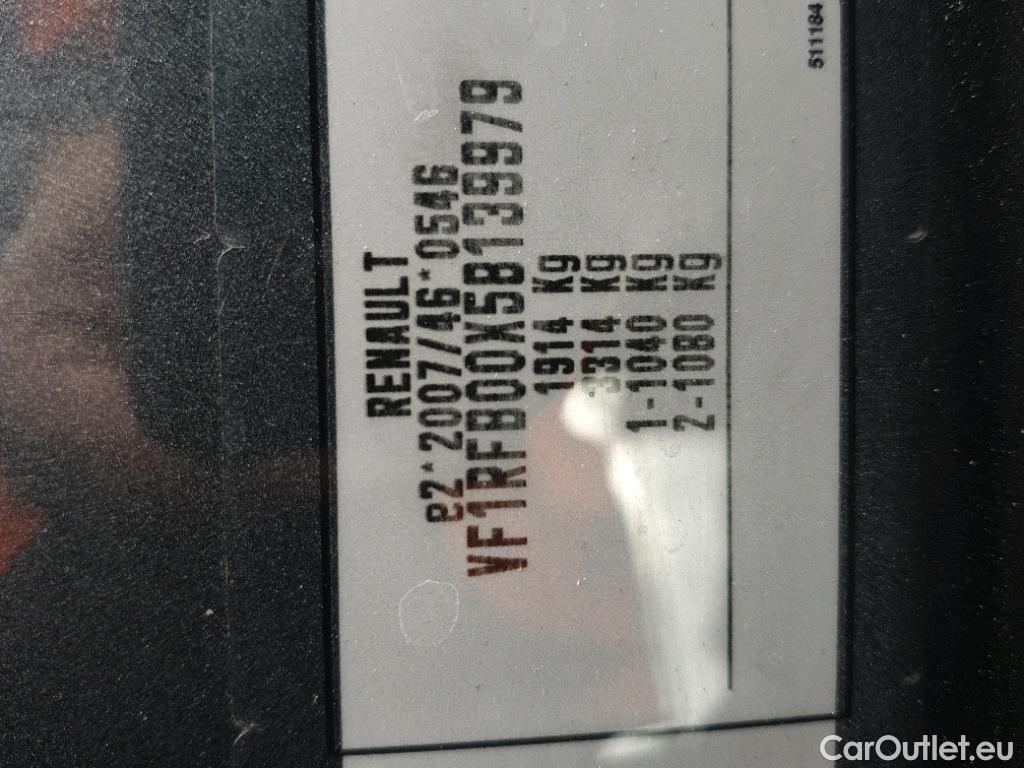 RENAULT
e2*2007/46*0546
VF1RFB00X58139979
1914 Kg
3314 Kg
1-1040 Kg
2-1080 Kg
511184
CarOutlet.eu